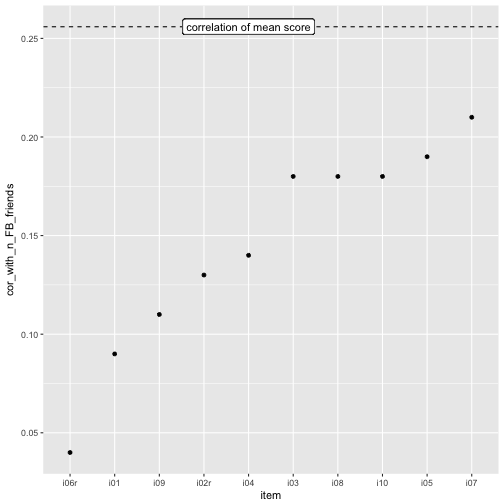 correlation of mean score
0.25
0.20
0.15
0.10
0.05
cor_with_n_FB_friends
i06r i01 i09 i02r i04 i03 i08 i10 i05 i07
item